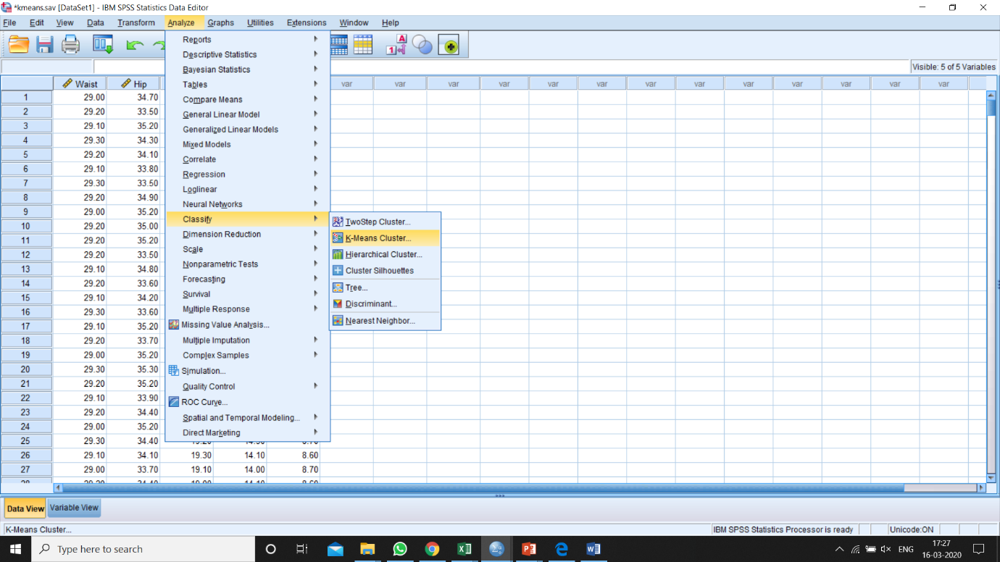 *kmeans.sav [DataSet1] - IBM SPSS Statistics Data Editor
File Edit View Data Transform Analyze Graphs Utilities Extensions Window Help
Visible: 5 of 5 Variables
Waist Hip var var var var var var var var var var var var var
1 29.00 34.70
2 29.20 33.50
3 29.10 35.20
4 29.30 34.30
5 29.20 34.10
6 29.10 33.80
7 29.30 33.50
8 29.20 34.90
9 29.00 35.20
10 29.20 35.00
11 29.20 35.20
12 29.20 33.50
13 29.10 34.80
14 29.20 33.60
15 29.10 34.20
16 29.30 33.60
17 29.10 35.20
18 29.20 33.70
19 29.00 35.20
20 29.30 35.30
21 29.20 35.20
22 29.10 33.90
23 29.20 34.40
24 29.00 35.20
25 29.30 34.40
26 29.10 34.10 19.30 14.10 8.60
27 29.00 33.70 19.10 14.00 8.70
Reports
Descriptive Statistics
Bayesian Statistics
Tables
Compare Means
General Linear Model
Generalized Linear Models
Mixed Models
Correlate
Regression
Loglinear
Neural Networks
Classify
Dimension Reduction
Scale
Nonparametric Tests
Forecasting
Survival
Multiple Response
Missing Value Analysis...
Multiple Imputation
Complex Samples
Simulation...
Quality Control
ROC Curve...
Spatial and Temporal Modeling...
Direct Marketing
TwoStep Cluster...
K-Means Cluster...
Hierarchical Cluster...
Cluster Silhouettes
Tree...
Discriminant...
Nearest Neighbor...
Data View Variable View
K-Means Cluster... IBM SPSS Statistics Processor is ready Unicode:ON
Type here to search
ENG
17:27
16-03-2020